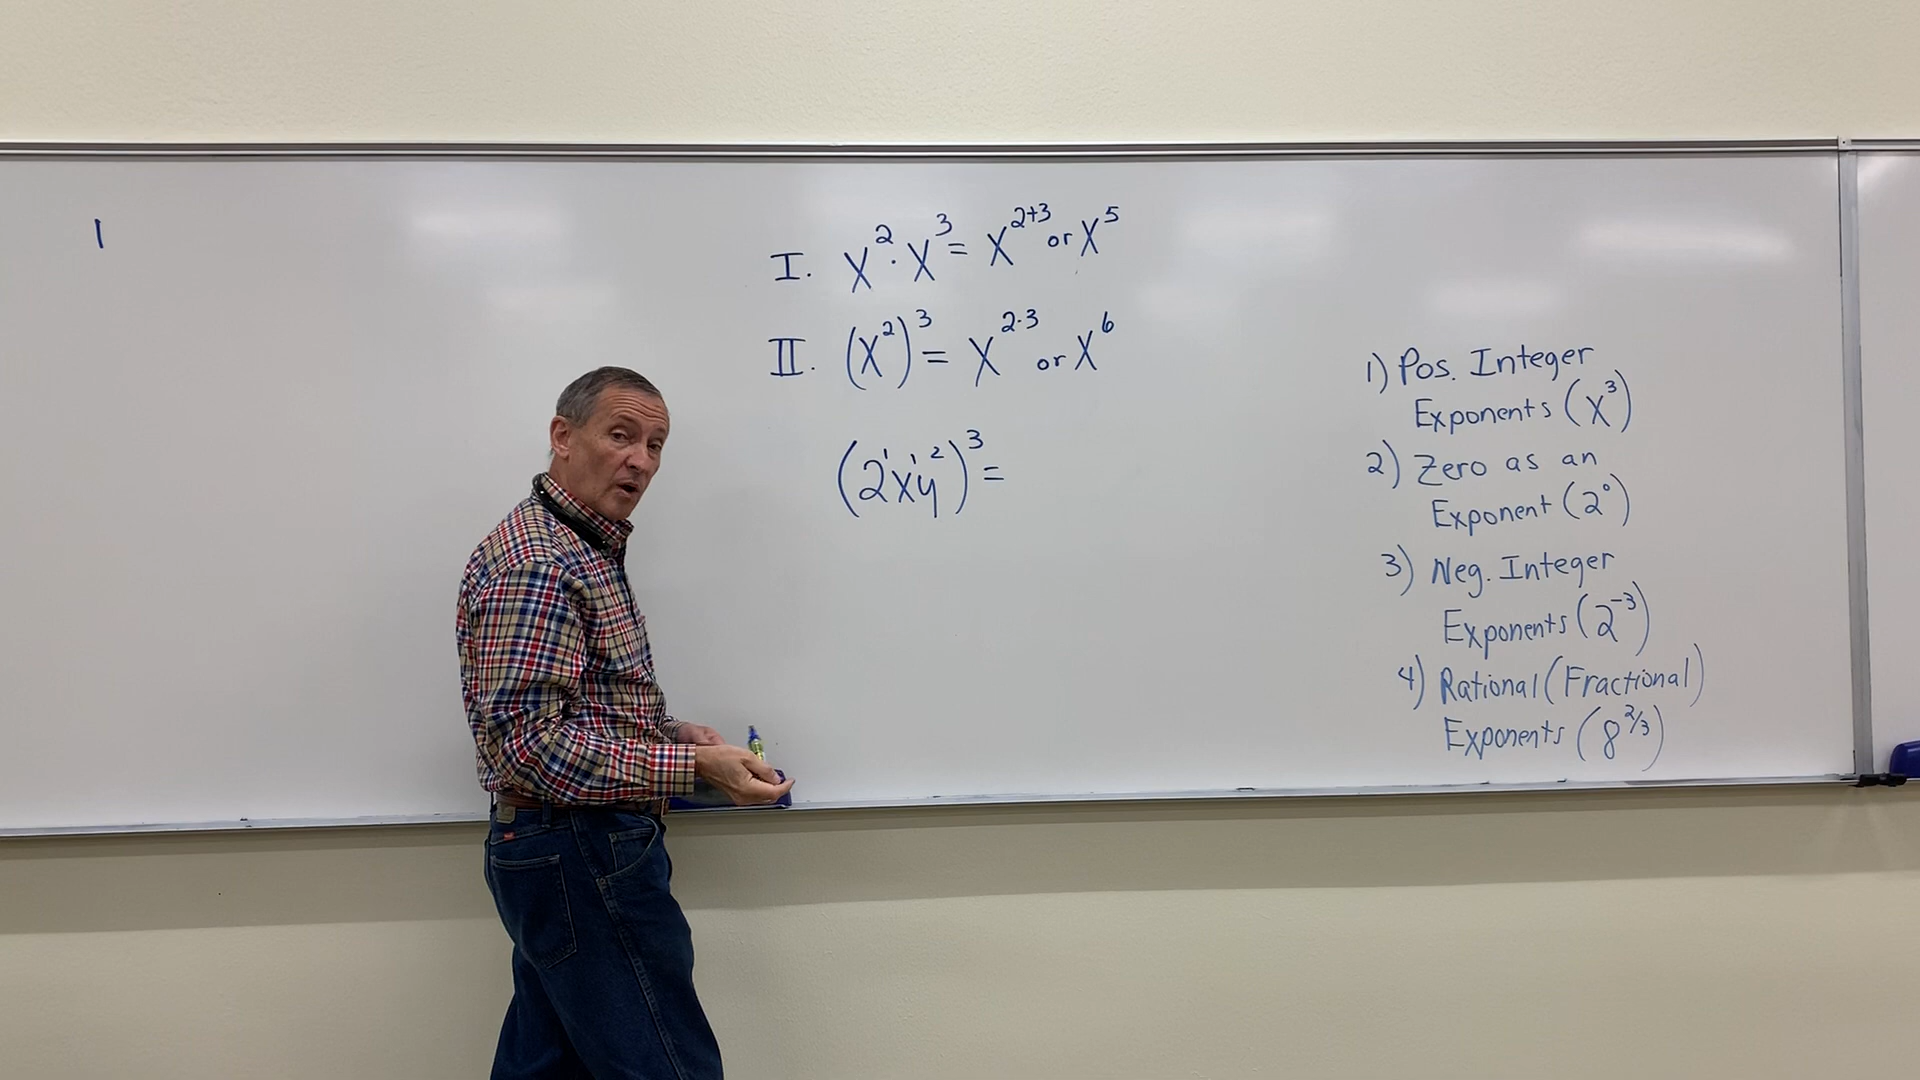 1
I. x²·x³ = x²⁺³ or x⁵
II. (x²)³ = x²·³ or x⁶
(2¹x¹y²)³ =
1) Pos. Integer
Exponents (x³)
2) Zero as an
Exponent (2⁰)
3) Neg. Integer
Exponents (2⁻³)
4) Rational (Fractional)
Exponents (8²/³)